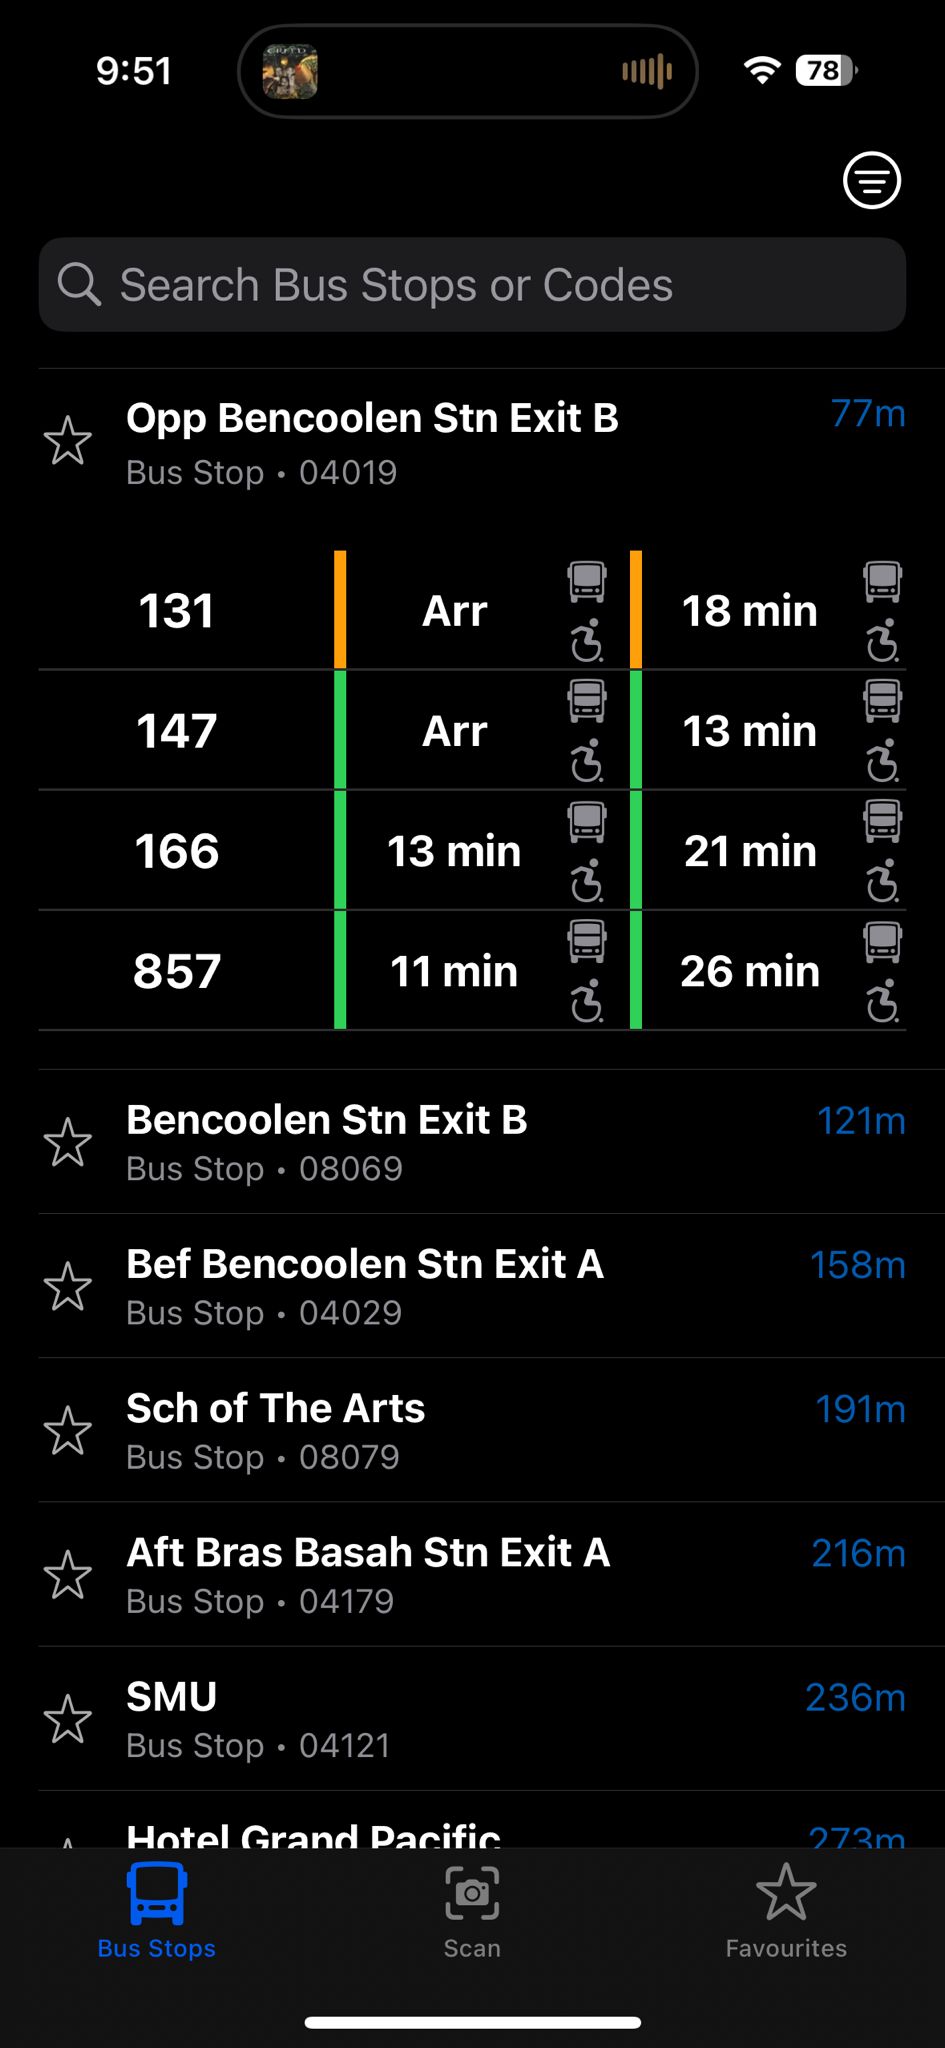 9:51
78
Search Bus Stops or Codes
Opp Bencoolen Stn Exit B 77m
Bus Stop • 04019
131 Arr 18 min
147 Arr 13 min
166 13 min 21 min
857 11 min 26 min
Bencoolen Stn Exit B 121m
Bus Stop • 08069
Bef Bencoolen Stn Exit A 158m
Bus Stop • 04029
Sch of The Arts 191m
Bus Stop • 08079
Aft Bras Basah Stn Exit A 216m
Bus Stop • 04179
SMU 236m
Bus Stop • 04121
Hotel Grand Pacific 273m
Bus Stops Scan Favourites